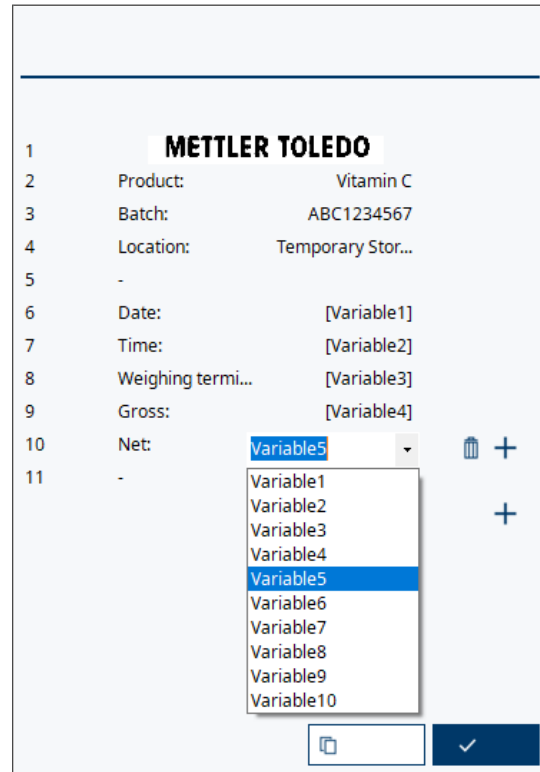 1 METTLER TOLEDO
2 Product: Vitamin C
3 Batch: ABC1234567
4 Location: Temporary Stor...
5 -
6 Date: [Variable1]
7 Time: [Variable2]
8 Weighing termi... [Variable3]
9 Gross: [Variable4]
10 Net: Variable5
11 -
Variable1
Variable2
Variable3
Variable4
Variable5
Variable6
Variable7
Variable8
Variable9
Variable10